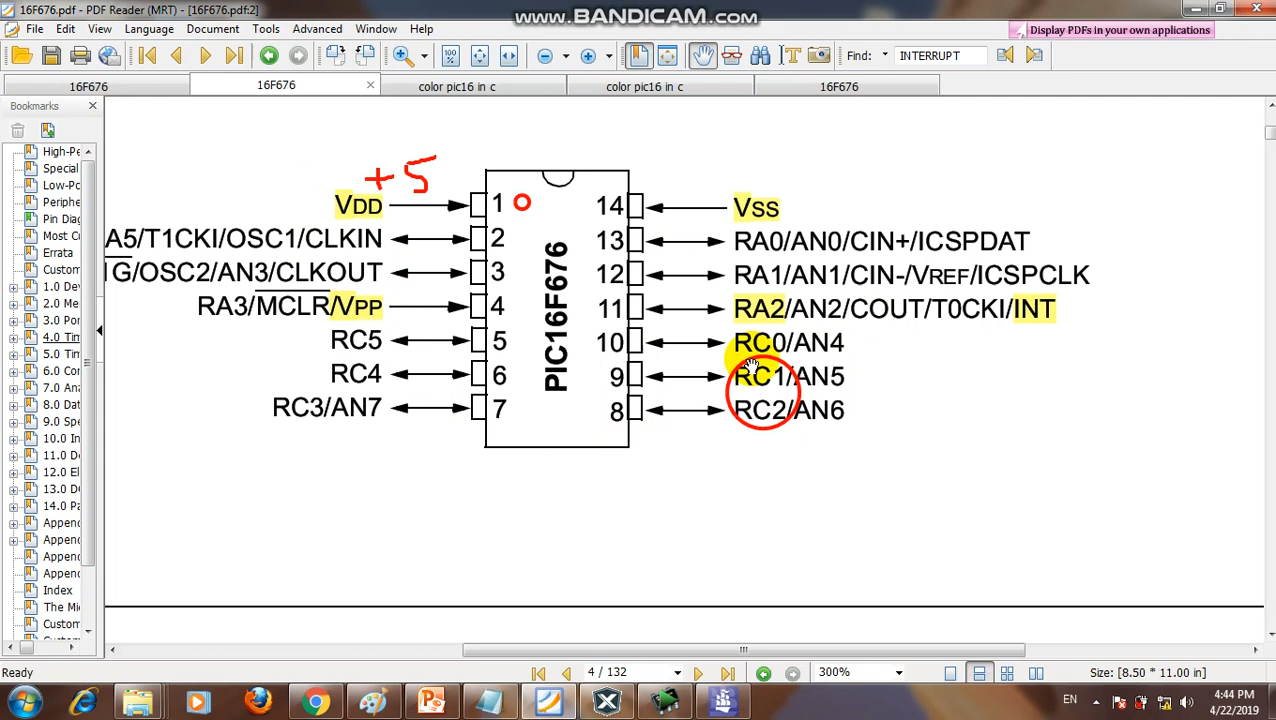 16F676.pdf - PDF Reader (MRT) - [16F676.pdf:2]
www.BANDICAM.com
File Edit View Language Document Tools Advanced Window Help
Display PDFs in your own applications
Find: INTERRUPT
16F676 16F676 color pic16 in c color pic16 in c 16F676
Bookmarks
High-Pe
Special
Low-Po
Periphe
Pin Diag
Most Cu
Errata
Custom
1.0 Dev
2.0 Me
3.0 Por
4.0 Tim
5.0 Tim
6.0 Con
7.0 Ana
8.0 Dat
9.0 Spe
10.0 In
11.0 De
12.0 El
13.0 D
14.0 Pa
Append
Append
Append
Append
Index
The Mi
Custom
+5
VDD 1 14 VSS
A5/T1CKI/OSC1/CLKIN 2 13 RA0/AN0/CIN+/ICSPDAT
1G/OSC2/AN3/CLKOUT 3 12 RA1/AN1/CIN-/VREF/ICSPCLK
RA3/MCLR/VPP 4 11 RA2/AN2/COUT/T0CKI/INT
RC5 5 10 RC0/AN4
RC4 6 9 RC1/AN5
RC3/AN7 7 8 RC2/AN6
PIC16F676
Ready 4 / 132 300% Size: [8.50 * 11.00 in]
EN 4:44 PM
4/22/2019